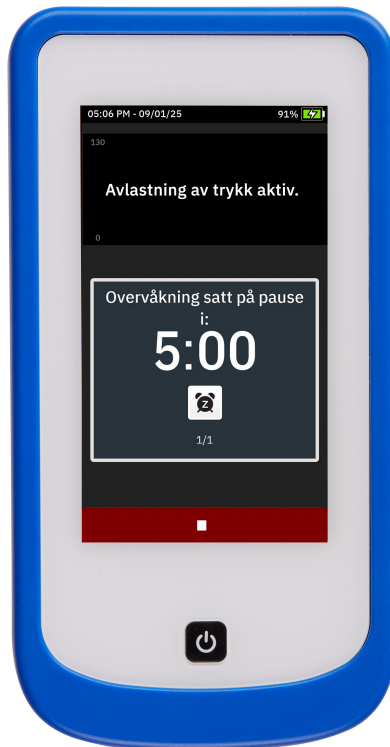 05:06 PM - 09/01/25 91%
130
Avlastning av trykk aktiv.
0
Overvåkning satt på pause
i:
5:00
z
1/1